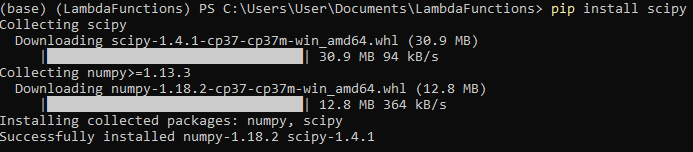 (base) (LambdaFunctions) PS C:\Users\User\Documents\LambdaFunctions> pip install scipy
Collecting scipy
  Downloading scipy-1.4.1-cp37-cp37m-win_amd64.whl (30.9 MB)
     |████████████████████████████████| 30.9 MB 94 kB/s
Collecting numpy>=1.13.3
  Downloading numpy-1.18.2-cp37-cp37m-win_amd64.whl (12.8 MB)
     |████████████████████████████████| 12.8 MB 364 kB/s
Installing collected packages: numpy, scipy
Successfully installed numpy-1.18.2 scipy-1.4.1